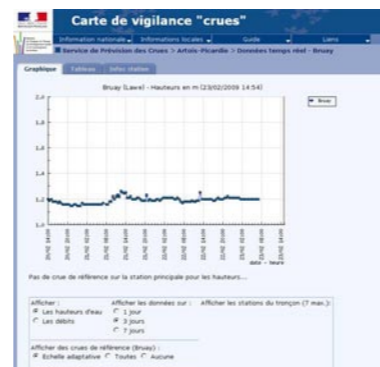 Carte de vigilance "crues"
Information nationale Informations locales Guide Liens
Service de Prévision des Crues > Artois-Picardie > Données temps réel - Bruay
Graphique Tableau Infos station
Bruay (Lawe) - Hauteurs en m (23/02/2009 14:54)
Bruay
2,0
1,8
1,6
1,4
1,2
1,0
date - heure
Pas de crue de référence sur la station principale pour les hauteurs...
Afficher : Afficher les données sur : Afficher les stations du tronçon (7 max.):
Les hauteurs d'eau 1 jour
Les débits 3 jours
7 jours
Afficher des crues de référence (Bruay) :
Echelle adaptative Toutes Aucune